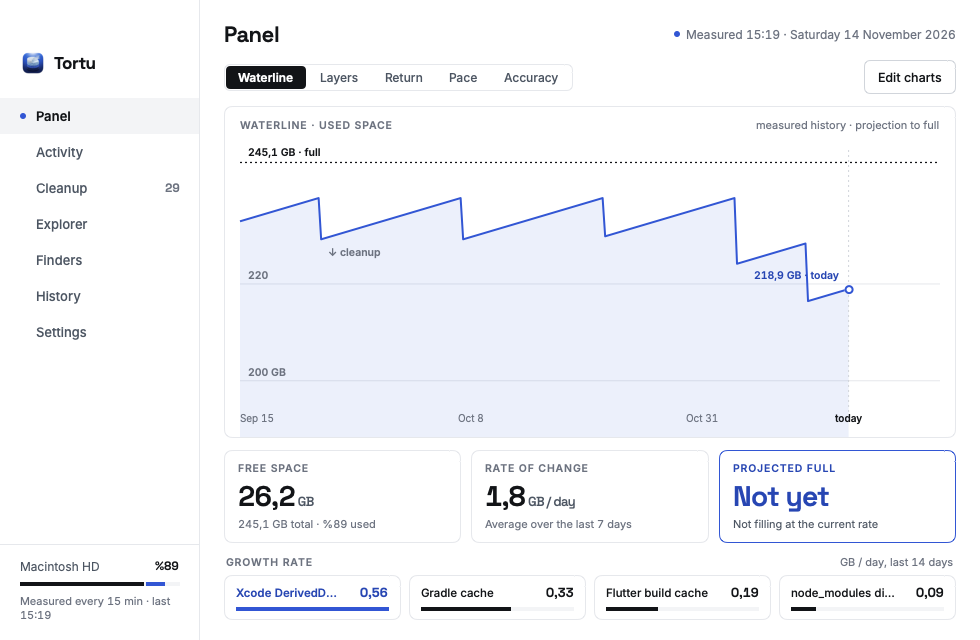 Tortu
Panel
Activity
Cleanup 29
Explorer
Finders
History
Settings
Macintosh HD %89
Measured every 15 min · last
15:19
Panel
Measured 15:19 · Saturday 14 November 2026
Waterline Layers Return Pace Accuracy
Edit charts
WATERLINE · USED SPACE
measured history · projection to full
245,1 GB · full
↓ cleanup
220
218,9 GB · today
200 GB
Sep 15 Oct 8 Oct 31 today
FREE SPACE
26,2 GB
245,1 GB total · %89 used
RATE OF CHANGE
1,8 GB / day
Average over the last 7 days
PROJECTED FULL
Not yet
Not filling at the current rate
GROWTH RATE
GB / day, last 14 days
Xcode DerivedD... 0,56
Gradle cache 0,33
Flutter build cache 0,19
node_modules di... 0,09